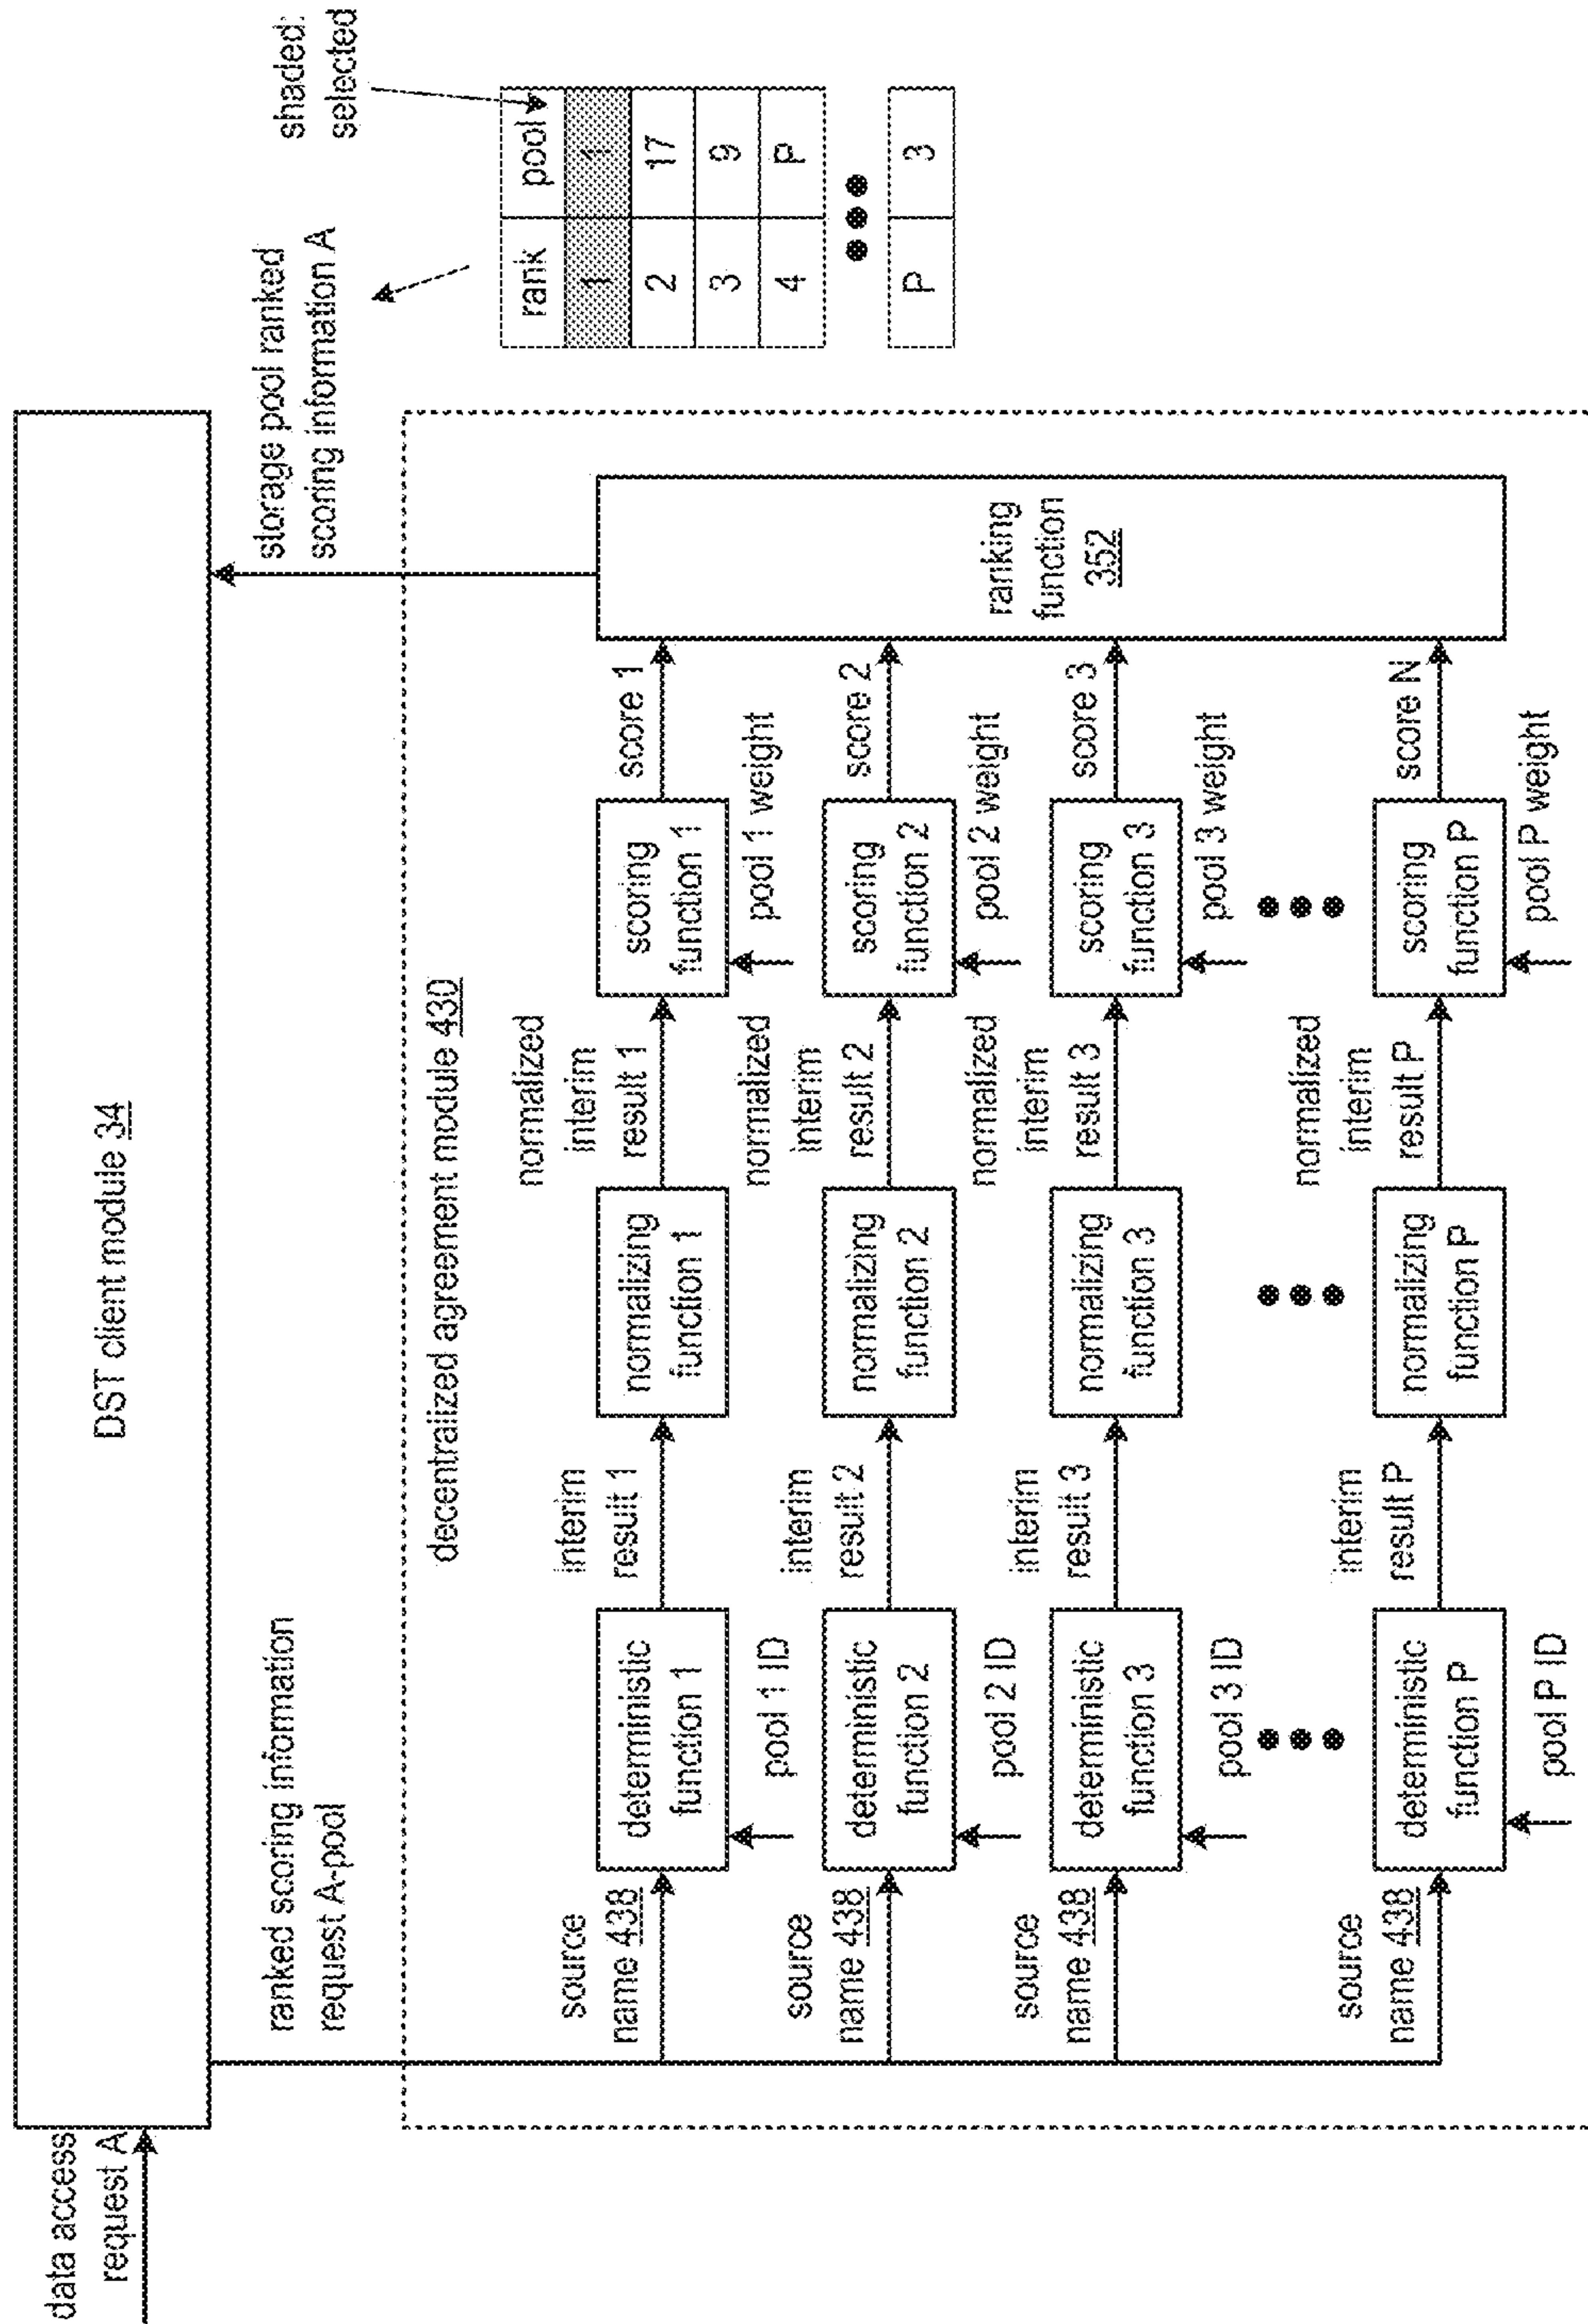 data access
request A
DST client module 34
ranked scoring information
request A-pool
storage pool ranked
scoring information A
shaded:
selected
rank pool
1 1
2 17
3 9
4 P
P 3
decentralized agreement module 430
source
name 438
deterministic
function 1
pool 1 ID
interim
result 1
normalizing
function 1
normalized
interim
result 1
scoring
function 1
pool 1 weight
score 1
source
name 438
deterministic
function 2
pool 2 ID
interim
result 2
normalizing
function 2
normalized
interim
result 2
scoring
function 2
pool 2 weight
score 2
source
name 438
deterministic
function 3
pool 3 ID
interim
result 3
normalizing
function 3
normalized
interim
result 3
scoring
function 3
pool 3 weight
score 3
source
name 438
deterministic
function P
pool P ID
interim
result P
normalizing
function P
normalized
interim
result P
scoring
function P
pool P weight
score N
ranking
function
352